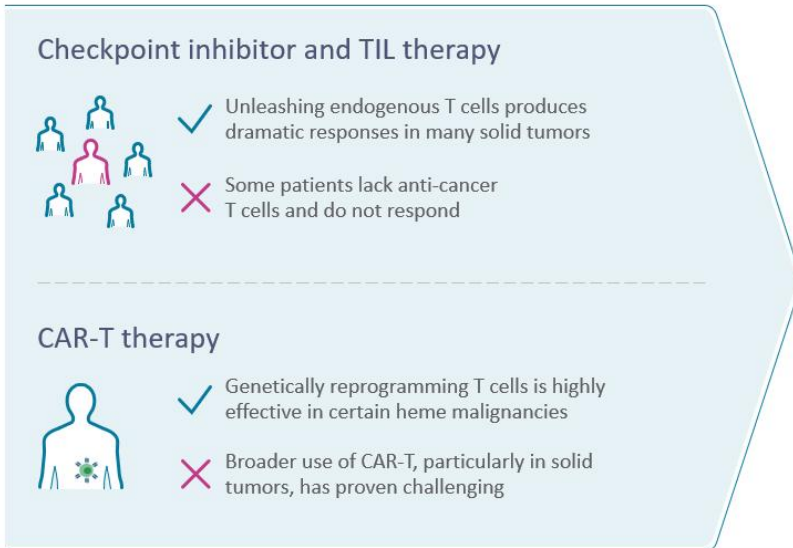 Checkpoint inhibitor and TIL therapy
Unleashing endogenous T cells produces
dramatic responses in many solid tumors
Some patients lack anti-cancer
T cells and do not respond
CAR-T therapy
Genetically reprogramming T cells is highly
effective in certain heme malignancies
Broader use of CAR-T, particularly in solid
tumors, has proven challenging